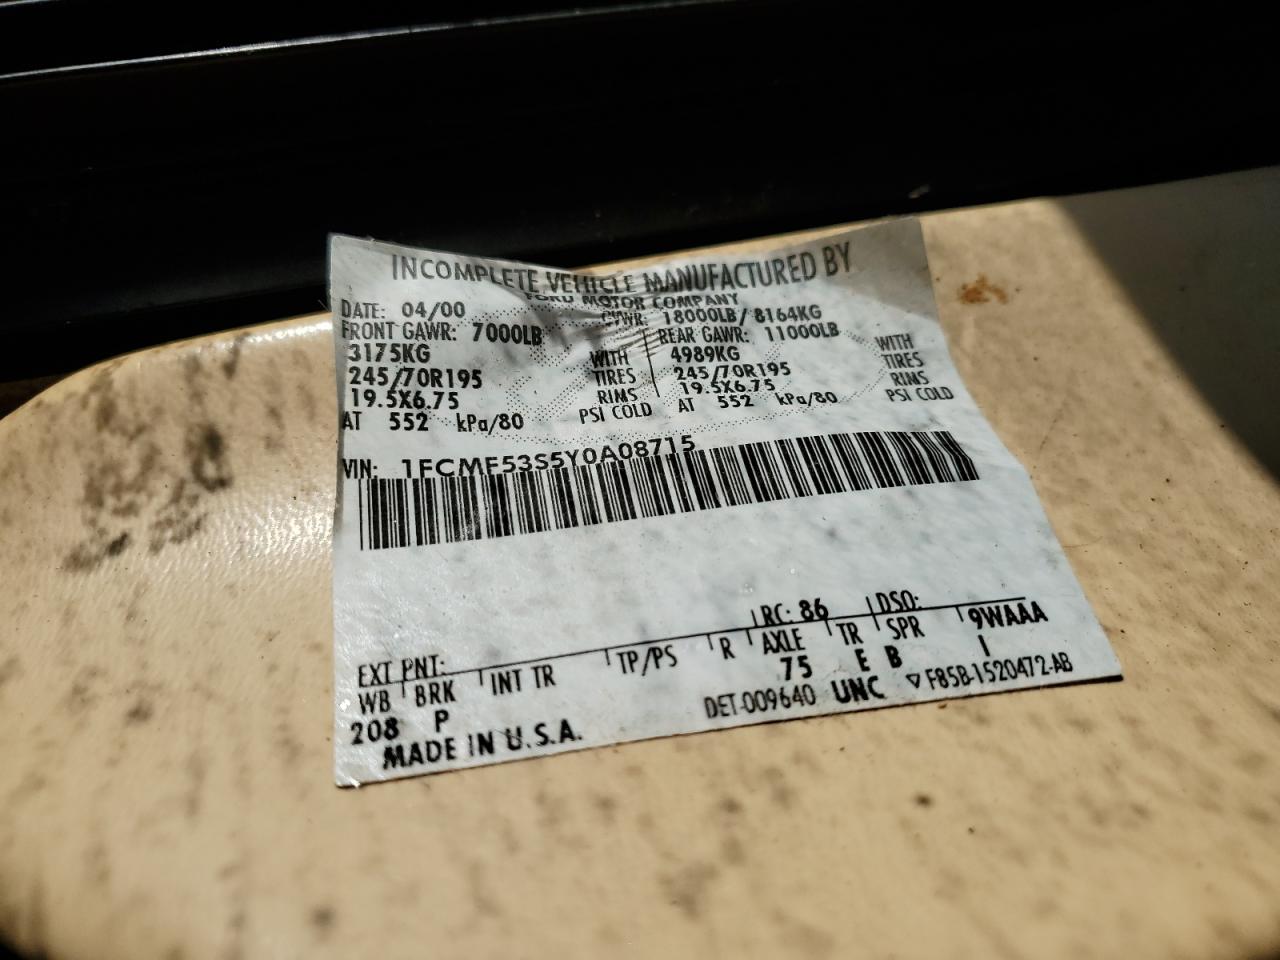 INCOMPLETE VEHICLE MANUFACTURED BY
FORD MOTOR COMPANY
DATE: 04/00 GVWR: 18000LB / 8164KG
FRONT GAWR: 7000LB REAR GAWR: 11000LB
3175KG WITH 4989KG WITH
245/70R195 TIRES 245/70R195 TIRES
19.5X6.75 RIMS 19.5X6.75 RIMS
AT 552 kPa/80 PSI COLD AT 552 kPa/80 PSI COLD
VIN: 1FCMF53S5Y0A08715
EXT PNT: RC: 86 DSO:
WB BRK INT TR TP/PS R AXLE TR SPR 9WAAA
208 P 75 E B I
MADE IN U.S.A. DET-009640 UNC ▽ F85B-1520472-AB